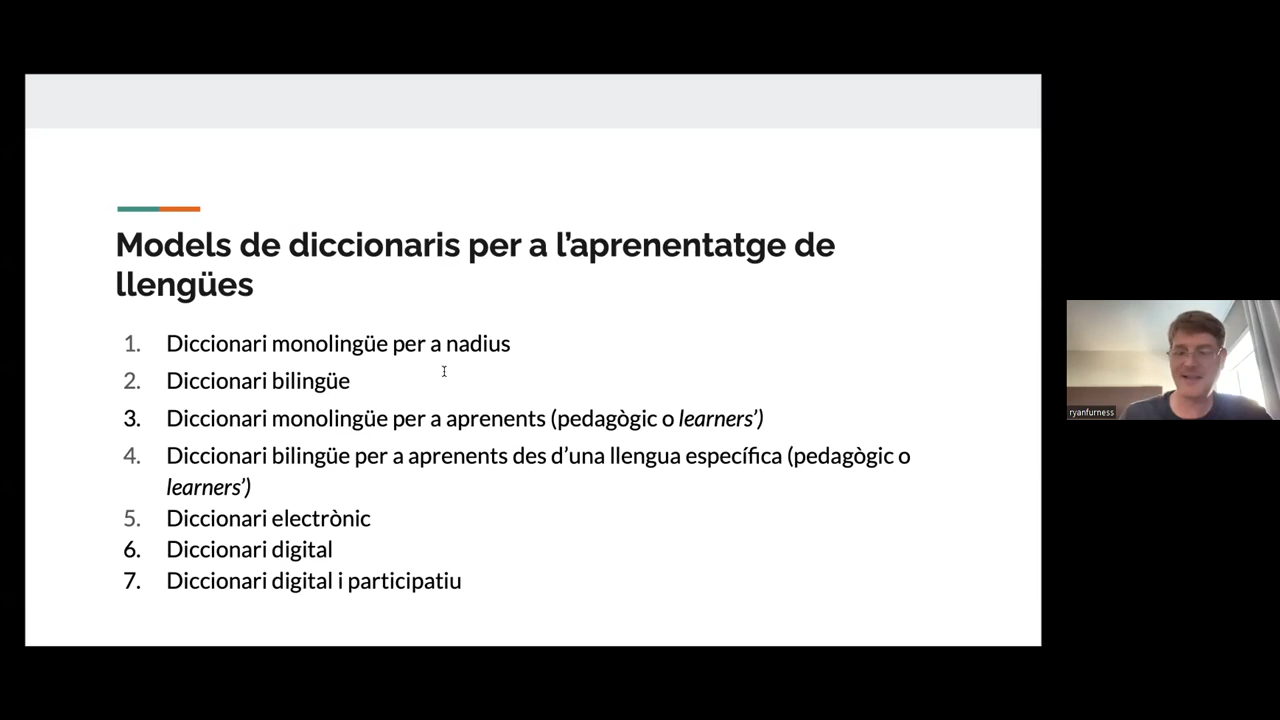 Models de diccionaris per a l’aprenentatge de
llengües
1. Diccionari monolingüe per a nadius
2. Diccionari bilingüe
3. Diccionari monolingüe per a aprenents (pedagògic o learners’)
4. Diccionari bilingüe per a aprenents des d’una llengua específica (pedagògic o
learners’)
5. Diccionari electrònic
6. Diccionari digital
7. Diccionari digital i participatiu
ryanfurness